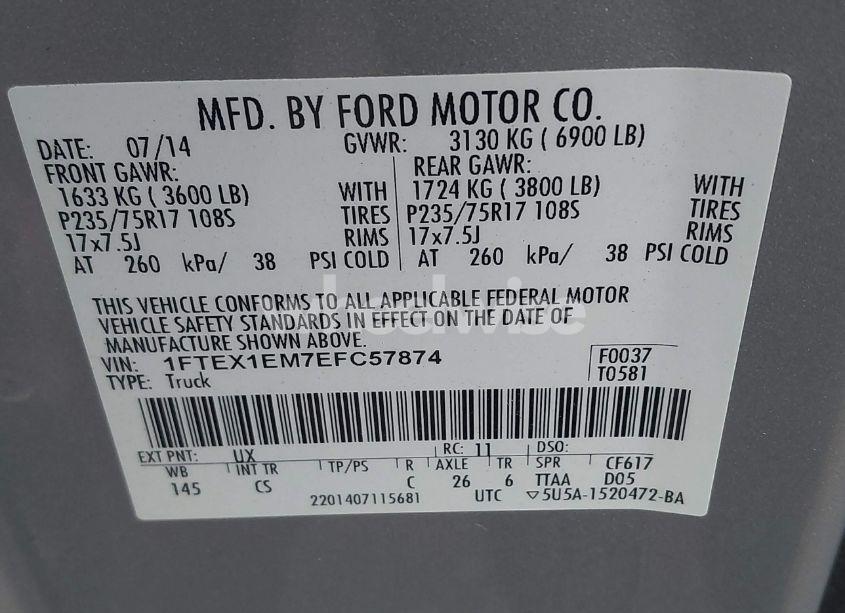 MFD. BY FORD MOTOR CO.
DATE: 07/14 GVWR: 3130 KG ( 6900 LB)
FRONT GAWR: REAR GAWR:
1633 KG ( 3600 LB) WITH 1724 KG ( 3800 LB) WITH
P235/75R17 108S TIRES P235/75R17 108S TIRES
17x7.5J RIMS 17x7.5J RIMS
AT 260 kPa/ 38 PSI COLD AT 260 kPa/ 38 PSI COLD
THIS VEHICLE CONFORMS TO ALL APPLICABLE FEDERAL MOTOR
VEHICLE SAFETY STANDARDS IN EFFECT ON THE DATE OF
MANUFACTURE SHOWN ABOVE.
VIN: 1FTEX1EM7EFC57874 F0037
TYPE: Truck T0581
EXT PNT: UX RC: 11 DSO:
WB INT TR TP/PS R AXLE TR SPR CF617
145 CS C 26 6 TTAA D05
2201407115681 UTC ▽5U5A-1520472-BA